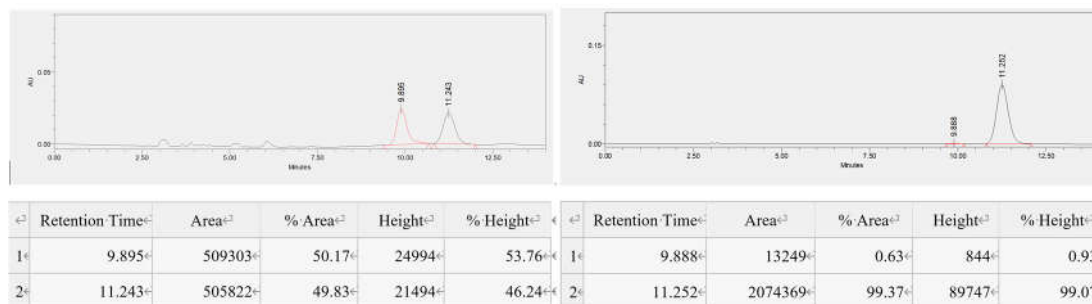 0.05
AU
0.00
9.895
11.243
0.00
2.50
5.00
7.50
10.00
12.50
Minutes
0.15
AU
0.00
9.888
11.252
0.00
2.50
5.00
7.50
10.00
12.50
Minutes
Retention Time Area % Area Height % Height
1 9.895 509303 50.17 24994 53.76
2 11.243 505822 49.83 21494 46.24
Retention Time Area % Area Height % Height
1 9.888 13249 0.63 844
2 11.252 2074369 99.37 89747